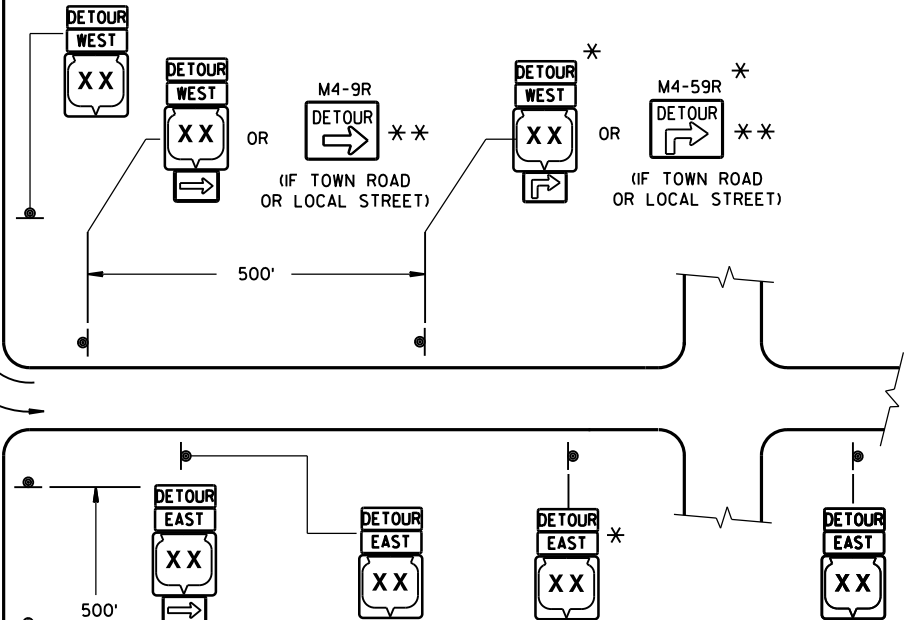 DETOUR
WEST
XX
DETOUR
WEST
XX
OR
M4-9R
DETOUR
**
(IF TOWN ROAD
OR LOCAL STREET)
*
DETOUR
WEST
XX
OR
M4-59R
*
DETOUR
**
(IF TOWN ROAD
OR LOCAL STREET)
500'
DETOUR
EAST
XX
500'
DETOUR
EAST
XX
DETOUR
EAST
*
XX
DETOUR
EAST
XX